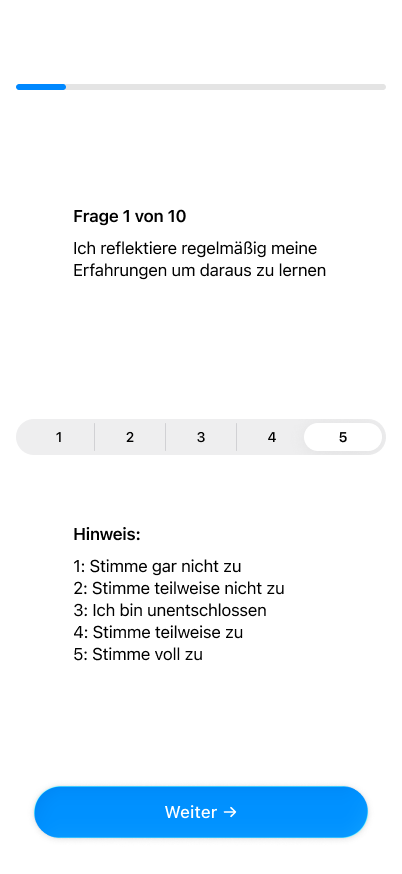 Frage 1 von 10
Ich reflektiere regelmäßig meine
Erfahrungen um daraus zu lernen
1 2 3 4 5
Hinweis:
1: Stimme gar nicht zu
2: Stimme teilweise nicht zu
3: Ich bin unentschlossen
4: Stimme teilweise zu
5: Stimme voll zu
Weiter →